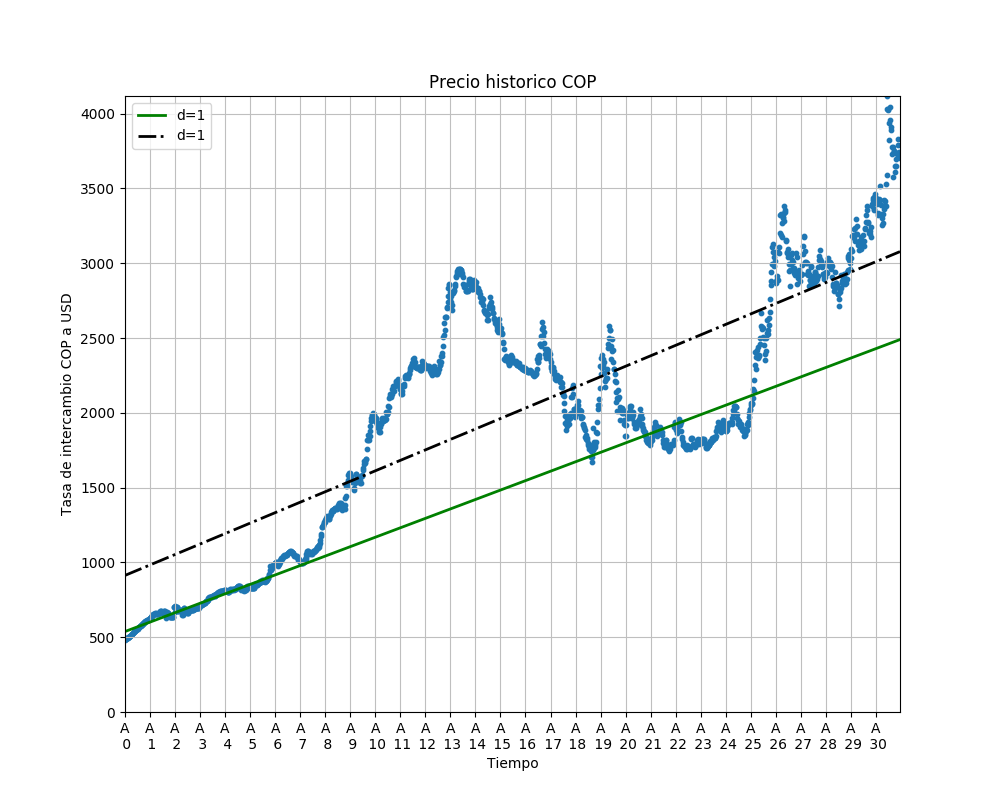 Precio historico COP
d=1
d=1
Tasa de intercambio COP a USD
4000
3500
3000
2500
2000
1500
1000
500
0
A A A A A A A A A A A A A A A A A A A A A A A A A A A A A A A
0 1 2 3 4 5 6 7 8 9 10 11 12 13 14 15 16 17 18 19 20 21 22 23 24 25 26 27 28 29 30
Tiempo